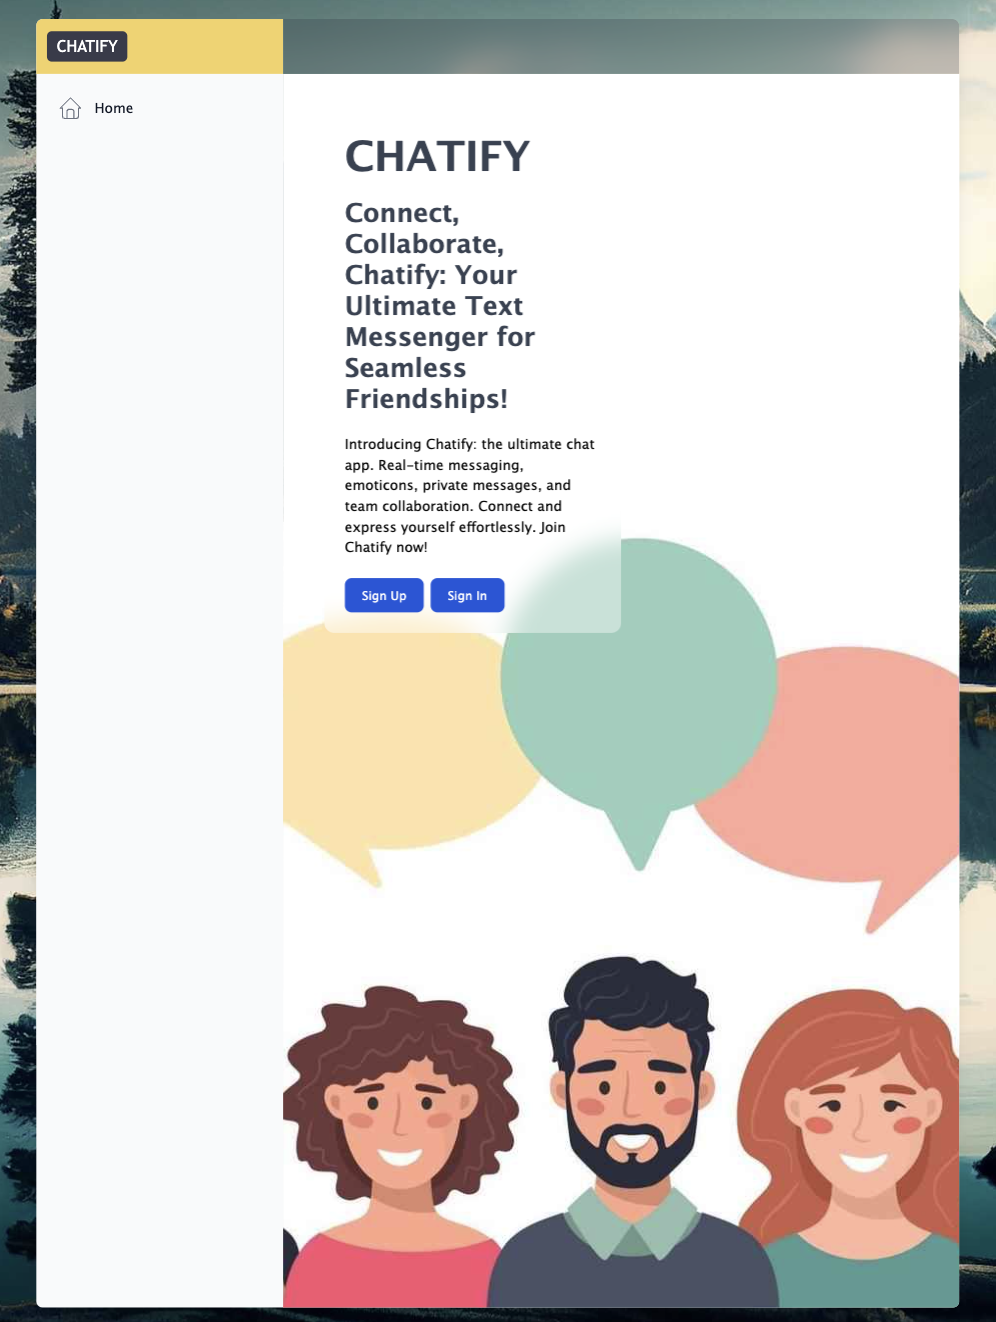 CHATIFY
Home
CHATIFY
Connect,
Collaborate,
Chatify: Your
Ultimate Text
Messenger for
Seamless
Friendships!
Introducing Chatify: the ultimate chat
app. Real-time messaging,
emoticons, private messages, and
team collaboration. Connect and
express yourself effortlessly. Join
Chatify now!
Sign Up Sign In